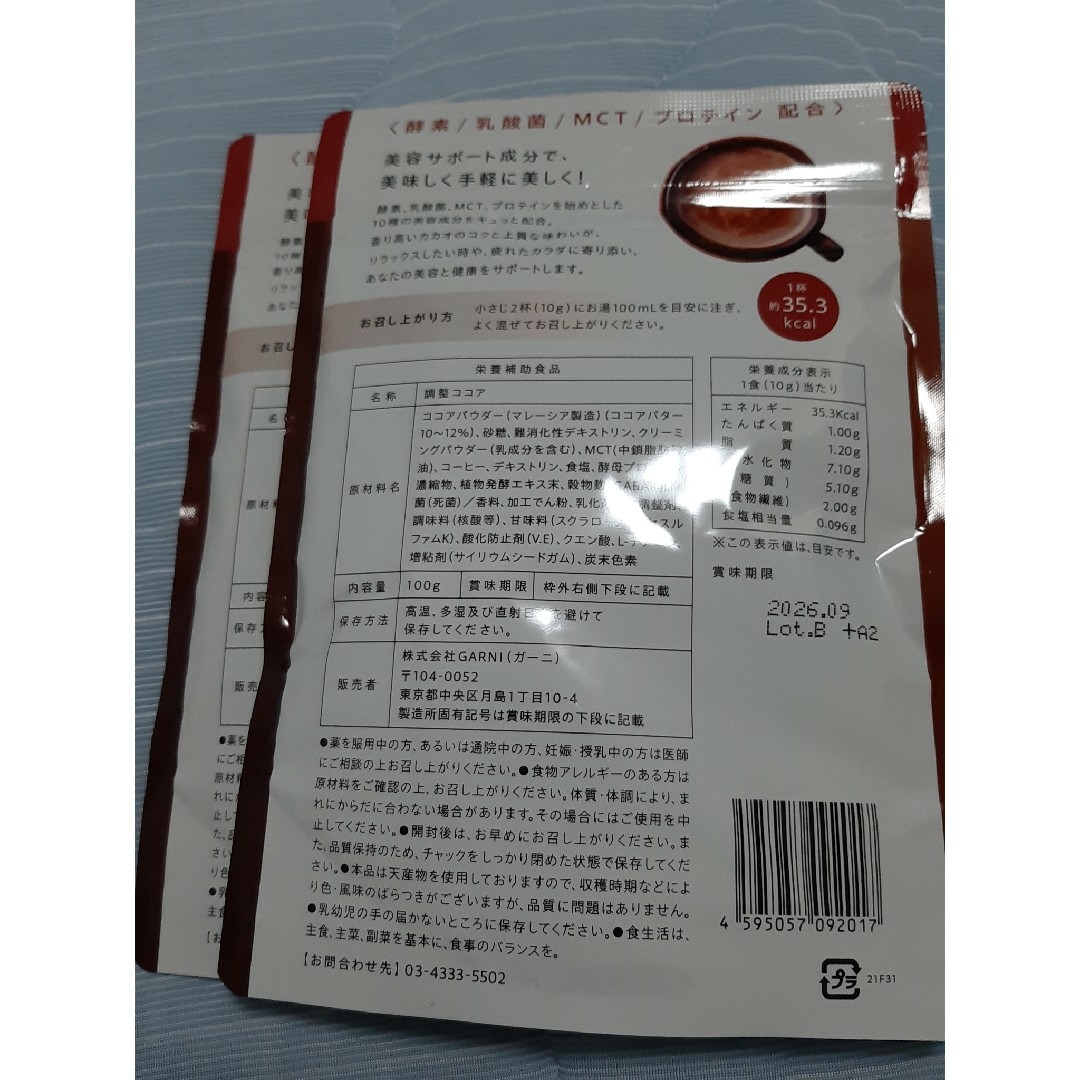 〈酵素/乳酸菌/MCT/プロテイン 配合〉
美容サポート成分で、
美味しく手軽に美しく!
酵素、乳酸菌、MCT、プロテインを始めとした
10種の美容成分をギュっと配合。
香り高いカカオのコクと上質な味わいが、
リラックスしたい時や、疲れたカラダに寄り添い、
あなたの美容と健康をサポートします。
1杯
約35.3
kcal
お召し上がり方
小さじ2杯(10g)にお湯100mLを目安に注ぎ、
よく混ぜてお召し上がりください。
栄養補助食品
名称 調整ココア
原材料名
ココアパウダー(マレーシア製造)(ココアバター
10〜12%)、砂糖、難消化性デキストリン、クリーミ
ングパウダー(乳成分を含む)、MCT(中鎖脂肪
油)、コーヒー、デキストリン、食塩、酵母
濃縮物、植物発酵エキス末、穀物麹、
菌(死菌)/香料、加工でん粉、乳化 調整剤、
調味料(核酸等)、甘味料(スクラロ スル
ファムK)、酸化防止剤(V.E)、クエン酸、
増粘剤(サイリウムシードガム)、炭末色素
内容量 100g 賞味期限 枠外右側下段に記載
保存方法
高温、多湿及び直射 を避けて
保存してください。
販売者
株式会社GARNI(ガーニ)
〒104-0052
東京都中央区月島1丁目10-4
製造所固有記号は賞味期限の下段に記載
栄養成分表示
1食(10g)当たり
エネルギー 35.3Kcal
たんぱく質 1.00g
脂質 1.20g
水化物 7.10g
糖質) 5.10g
食物繊維) 2.00g
食塩相当量 0.096g
※この表示値は、目安です。
賞味期限
2026.09
Lot.B +A2
●薬を服用中の方、あるいは通院中の方、妊娠・授乳中の方は医師
にご相談の上お召し上がりください。●食物アレルギーのある方は
原材料をご確認の上、お召し上がりください。体質・体調により、ま
れにからだに合わない場合があります。その場合にはご使用を中
止してください。●開封後は、お早めにお召し上がりください。ま
た、品質保持のため、チャックをしっかり閉めた状態で保存してくだ
さい。●本品は天産物を使用しておりますので、収穫時期などによ
り色・風味のばらつきがございますが、品質に問題はありません。
●乳幼児の手の届かないところに保存してください。●食生活は、
主食、主菜、副菜を基本に、食事のバランスを。
【お問合わせ先】03-4333-5502
4 595057 092017
プラ
21F31